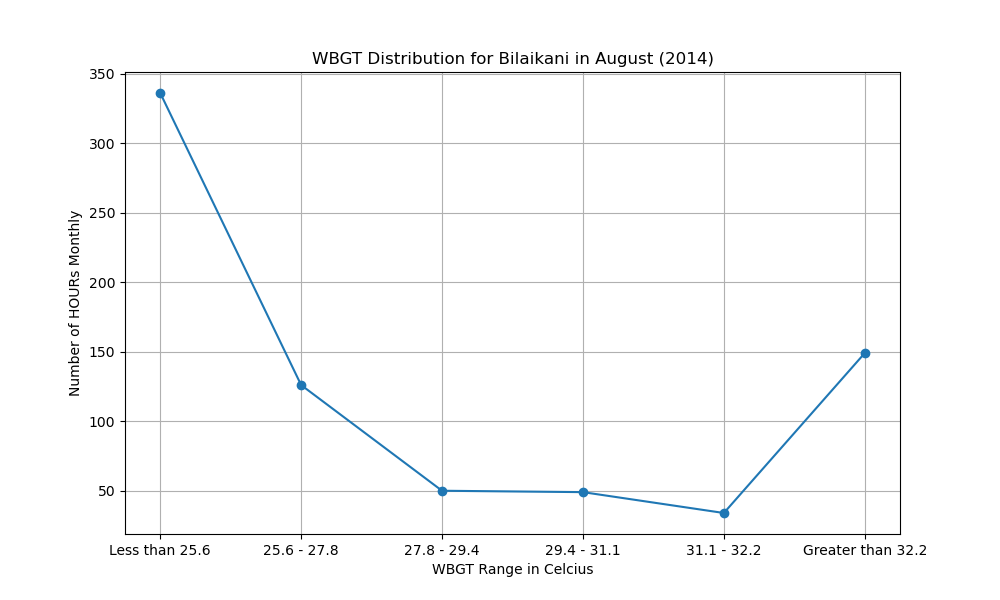 WBGT Distribution for Bilaikani in August (2014)
350
300
250
200
150
100
50
Number of HOURs Monthly
Less than 25.6
25.6 - 27.8
27.8 - 29.4
29.4 - 31.1
31.1 - 32.2
Greater than 32.2
WBGT Range in Celcius